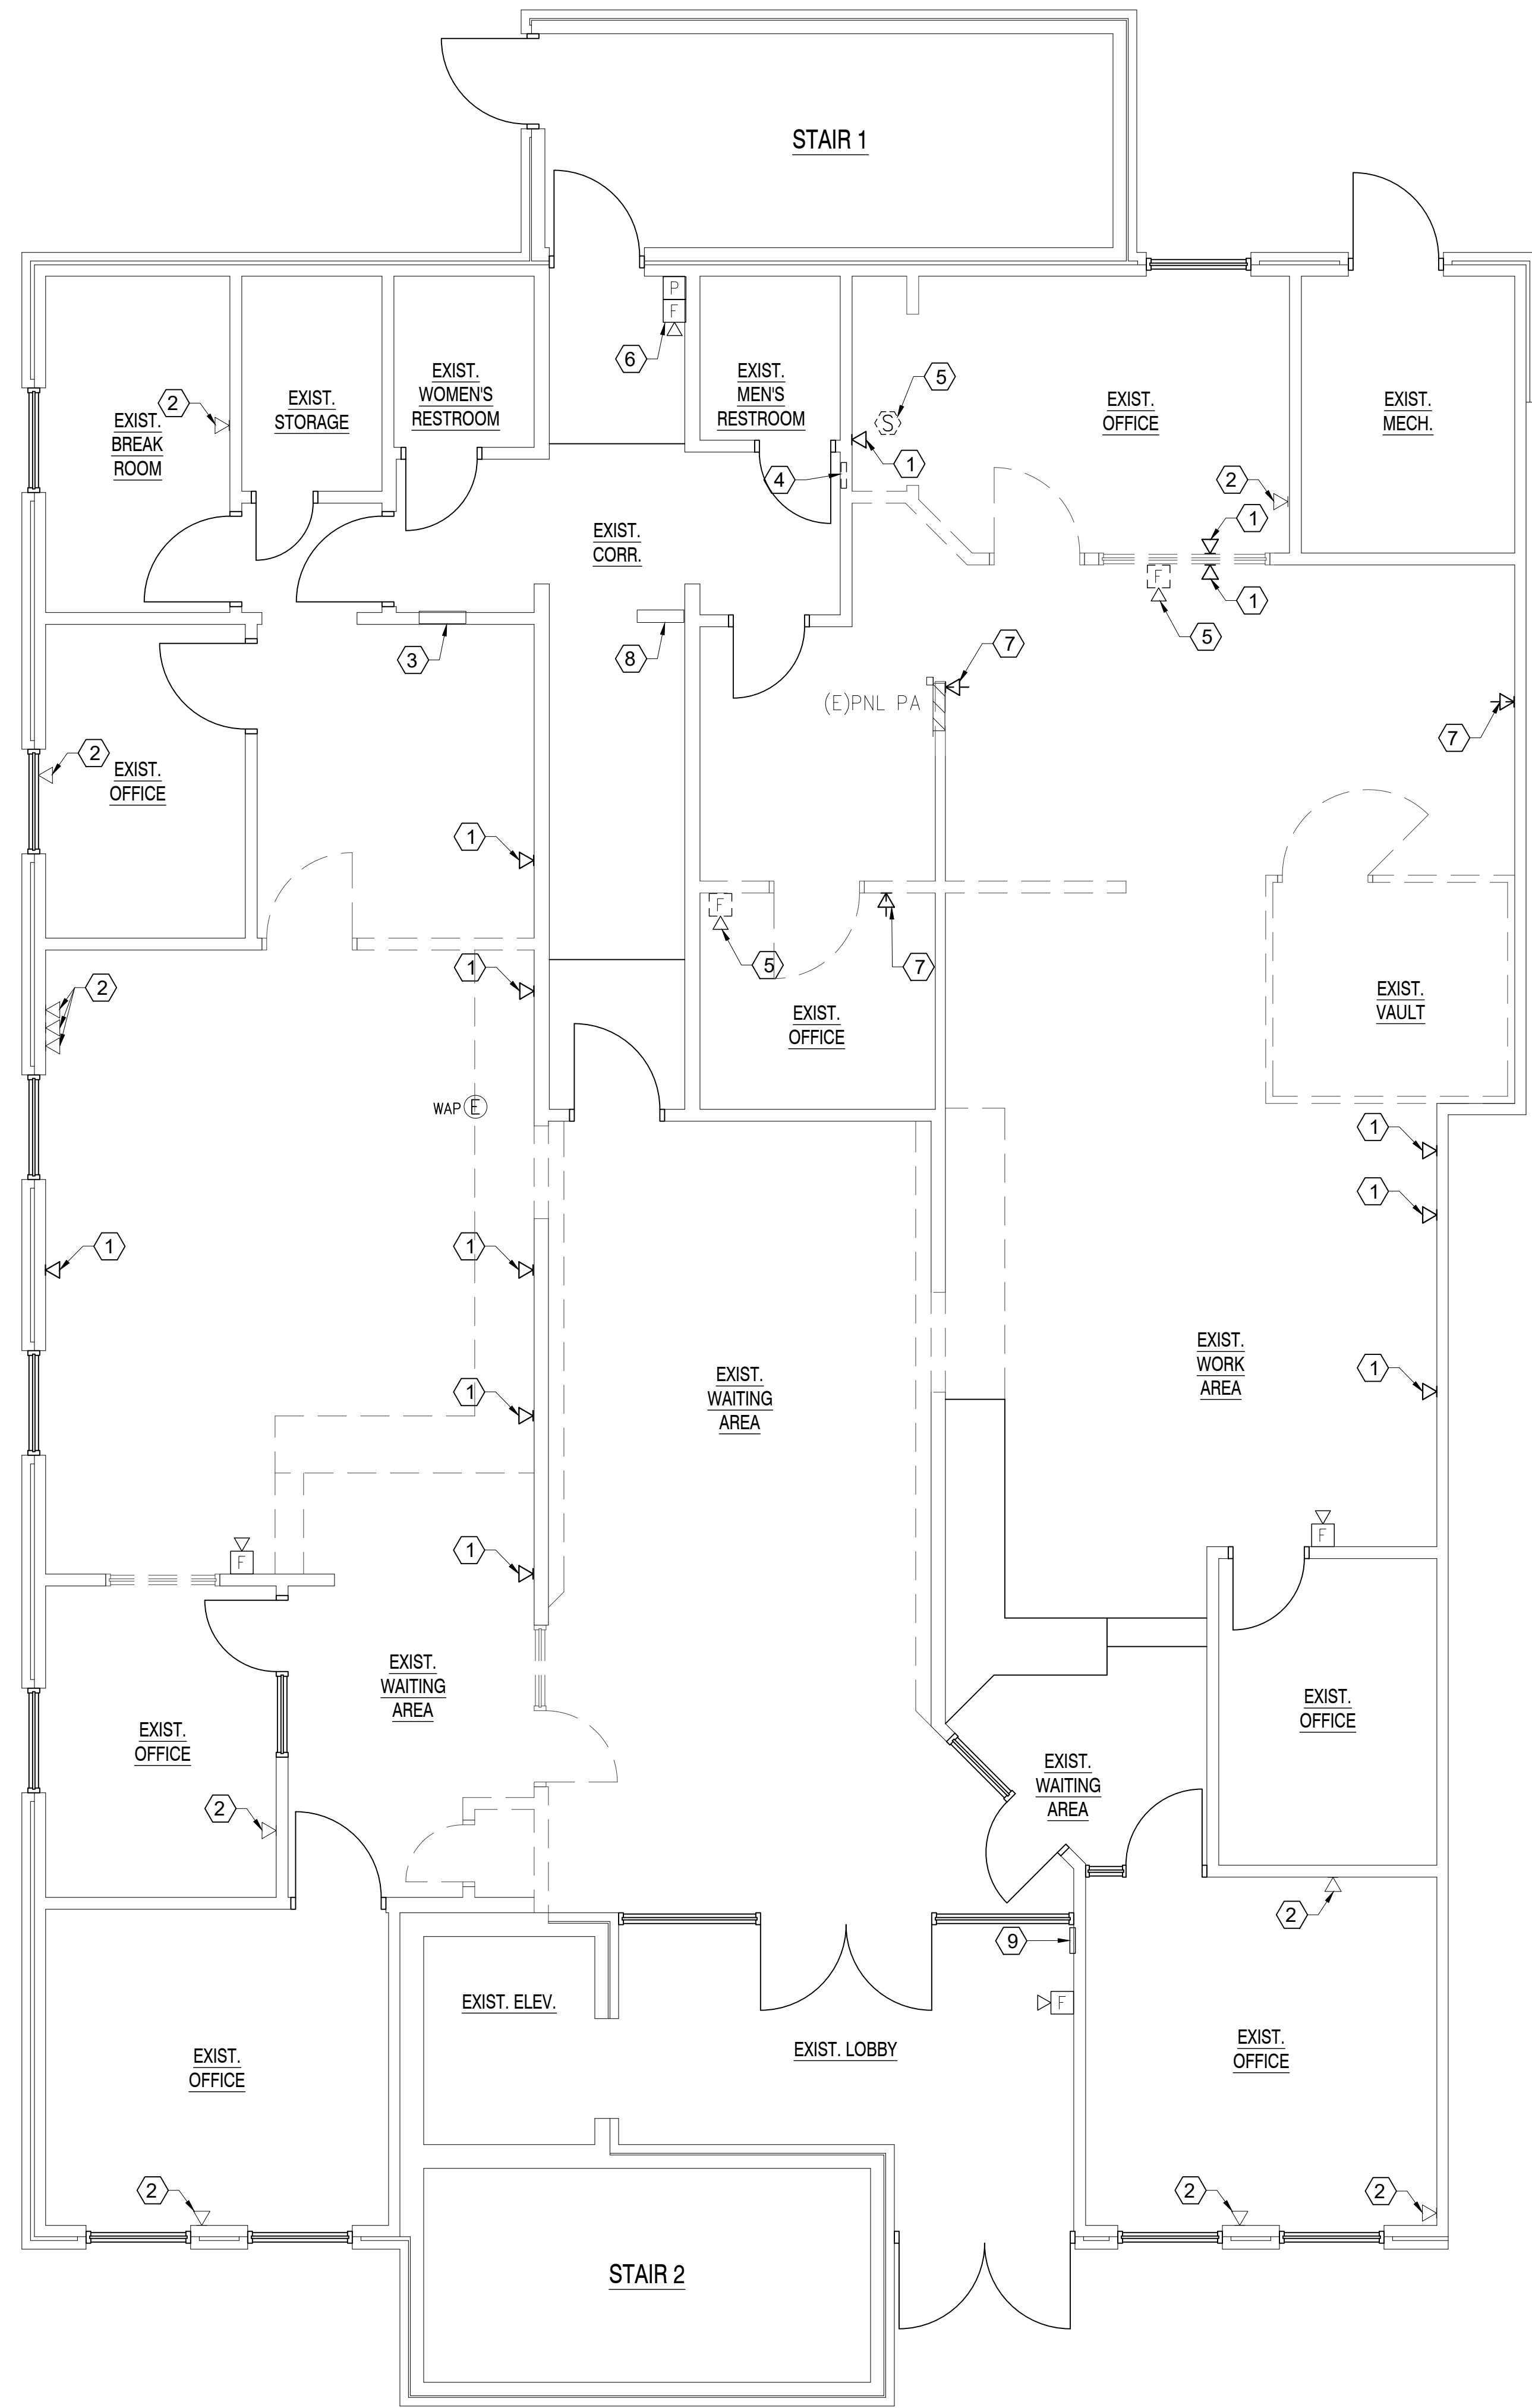 STAIR 1
P
F
6
EXIST.
BREAK
ROOM
2
EXIST.
STORAGE
EXIST.
WOMEN'S
RESTROOM
EXIST.
MEN'S
RESTROOM
5
S
1
4
EXIST.
OFFICE
2
EXIST.
MECH.
1
1
F
5
EXIST.
CORR.
3
8
7
(E)PNL PA
7
2
EXIST.
OFFICE
1
F
5
7
1
2
EXIST.
OFFICE
EXIST.
VAULT
WAP E
1
1
1
1
1
EXIST.
WAITING
AREA
EXIST.
WORK
AREA
1
1
F
1
F
EXIST.
WAITING
AREA
EXIST.
OFFICE
2
EXIST.
OFFICE
EXIST.
WAITING
AREA
2
9
F
EXIST. ELEV.
EXIST. LOBBY
EXIST.
OFFICE
EXIST.
OFFICE
2
2
2
STAIR 2